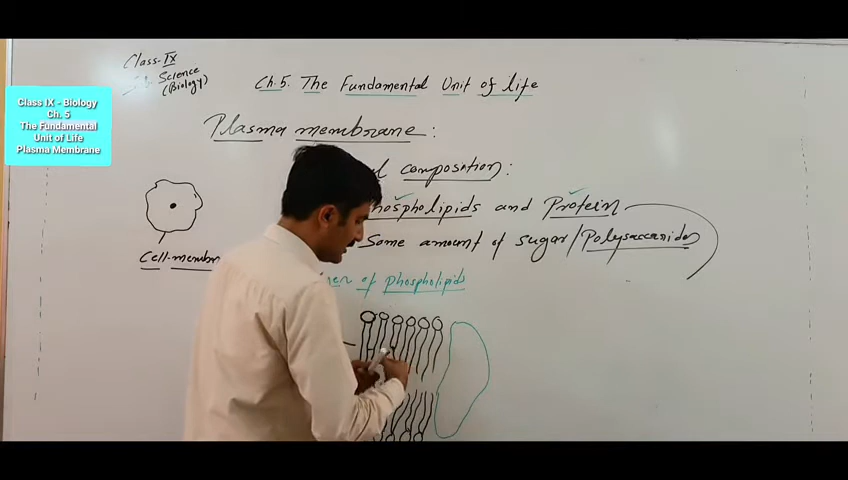 Class-IX
Science
(Biology)
Ch.5. The Fundamental Unit of life
Class IX - Biology
Ch. 5
The Fundamental
Unit of Life
Plasma Membrane
Plasma membrane:
composition:
phospholipids and Protein
Some amount of sugar/Polysaccarides
Cell-membr
of phospholipids